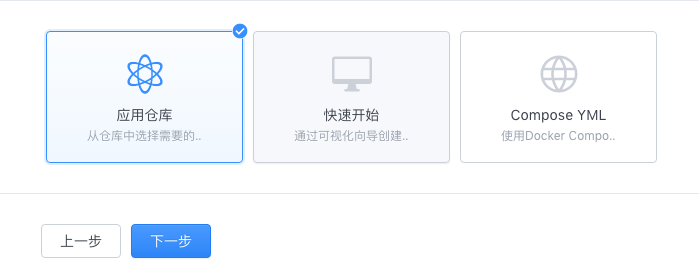 应用仓库
从仓库中选择需要的..
快速开始
通过可视化向导创建..
Compose YML
使用Docker Compo..
上一步
下一步